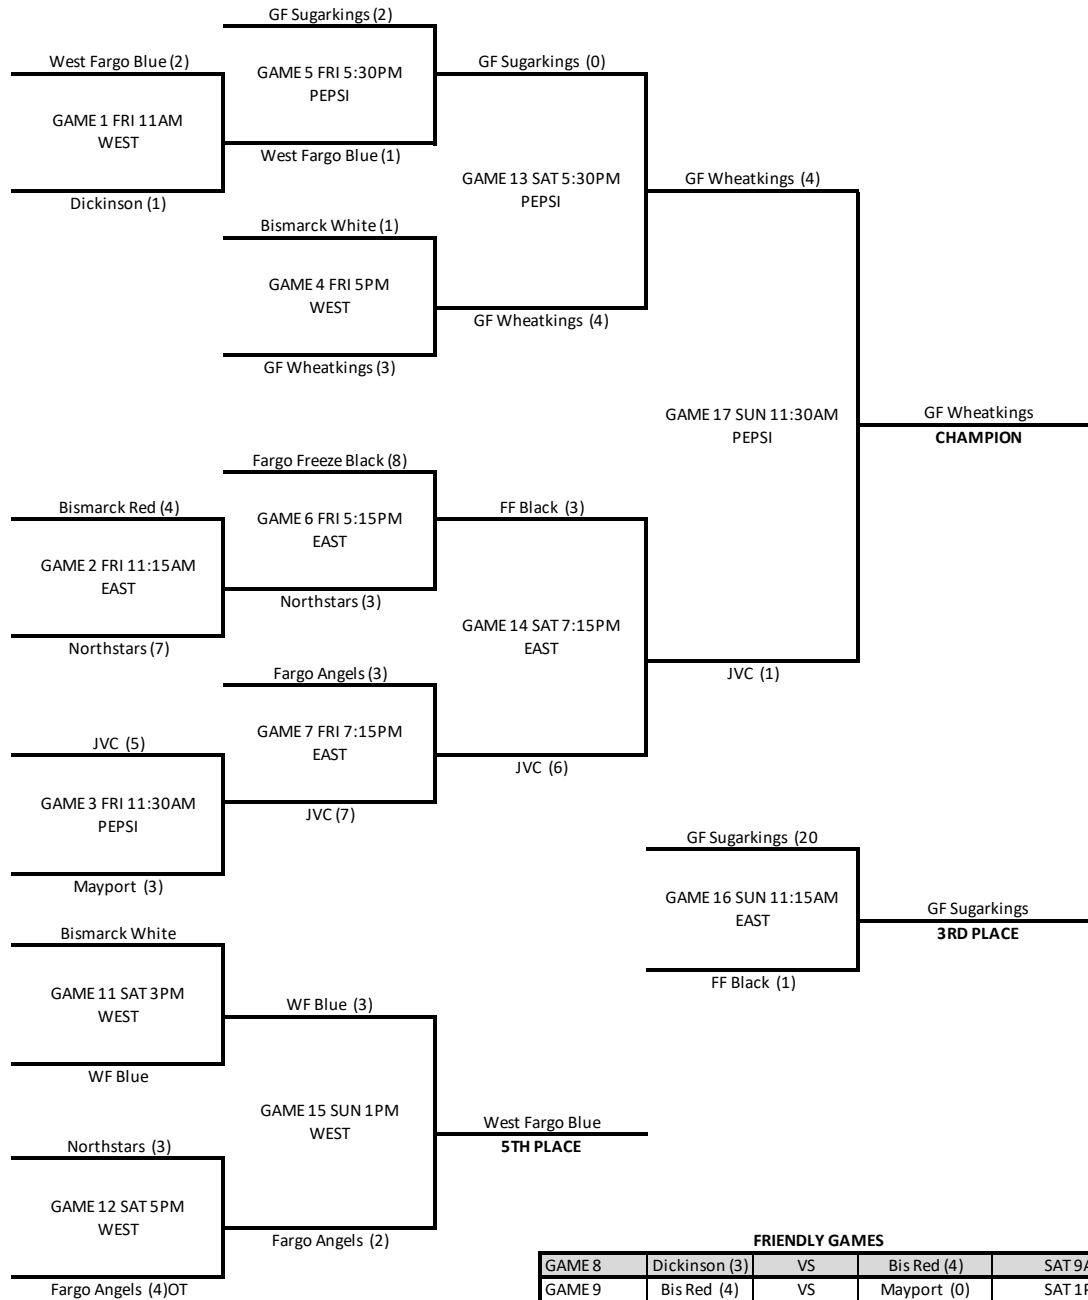 GF Sugarkings (2)
West Fargo Blue (2)
GAME 5 FRI 5:30PM
PEPSI
GF Sugarkings (0)
GAME 1 FRI 11AM
WEST
West Fargo Blue (1)
Dickinson (1)
GAME 13 SAT 5:30PM
PEPSI
GF Wheatkings (4)
Bismarck White (1)
GAME 4 FRI 5PM
WEST
GF Wheatkings (4)
GF Wheatkings (3)
GAME 17 SUN 11:30AM
PEPSI
GF Wheatkings
CHAMPION
Fargo Freeze Black (8)
Bismarck Red (4)
GAME 6 FRI 5:15PM
EAST
FF Black (3)
GAME 2 FRI 11:15AM
EAST
Northstars (3)
Northstars (7)
GAME 14 SAT 7:15PM
EAST
JVC (1)
Fargo Angels (3)
JVC (5)
GAME 7 FRI 7:15PM
EAST
JVC (6)
GAME 3 FRI 11:30AM
PEPSI
JVC (7)
Mayport (3)
GF Sugarkings (20
GAME 16 SUN 11:15AM
EAST
GF Sugarkings
3RD PLACE
FF Black (1)
Bismarck White
GAME 11 SAT 3PM
WEST
WF Blue (3)
WF Blue
GAME 15 SUN 1PM
WEST
West Fargo Blue
5TH PLACE
Northstars (3)
GAME 12 SAT 5PM
WEST
Fargo Angels (2)
Fargo Angels (4)OT
FRIENDLY GAMES
GAME 8 Dickinson (3) VS Bis Red (4) SAT 9A
GAME 9 Bis Red (4) VS Mayport (0) SAT 1